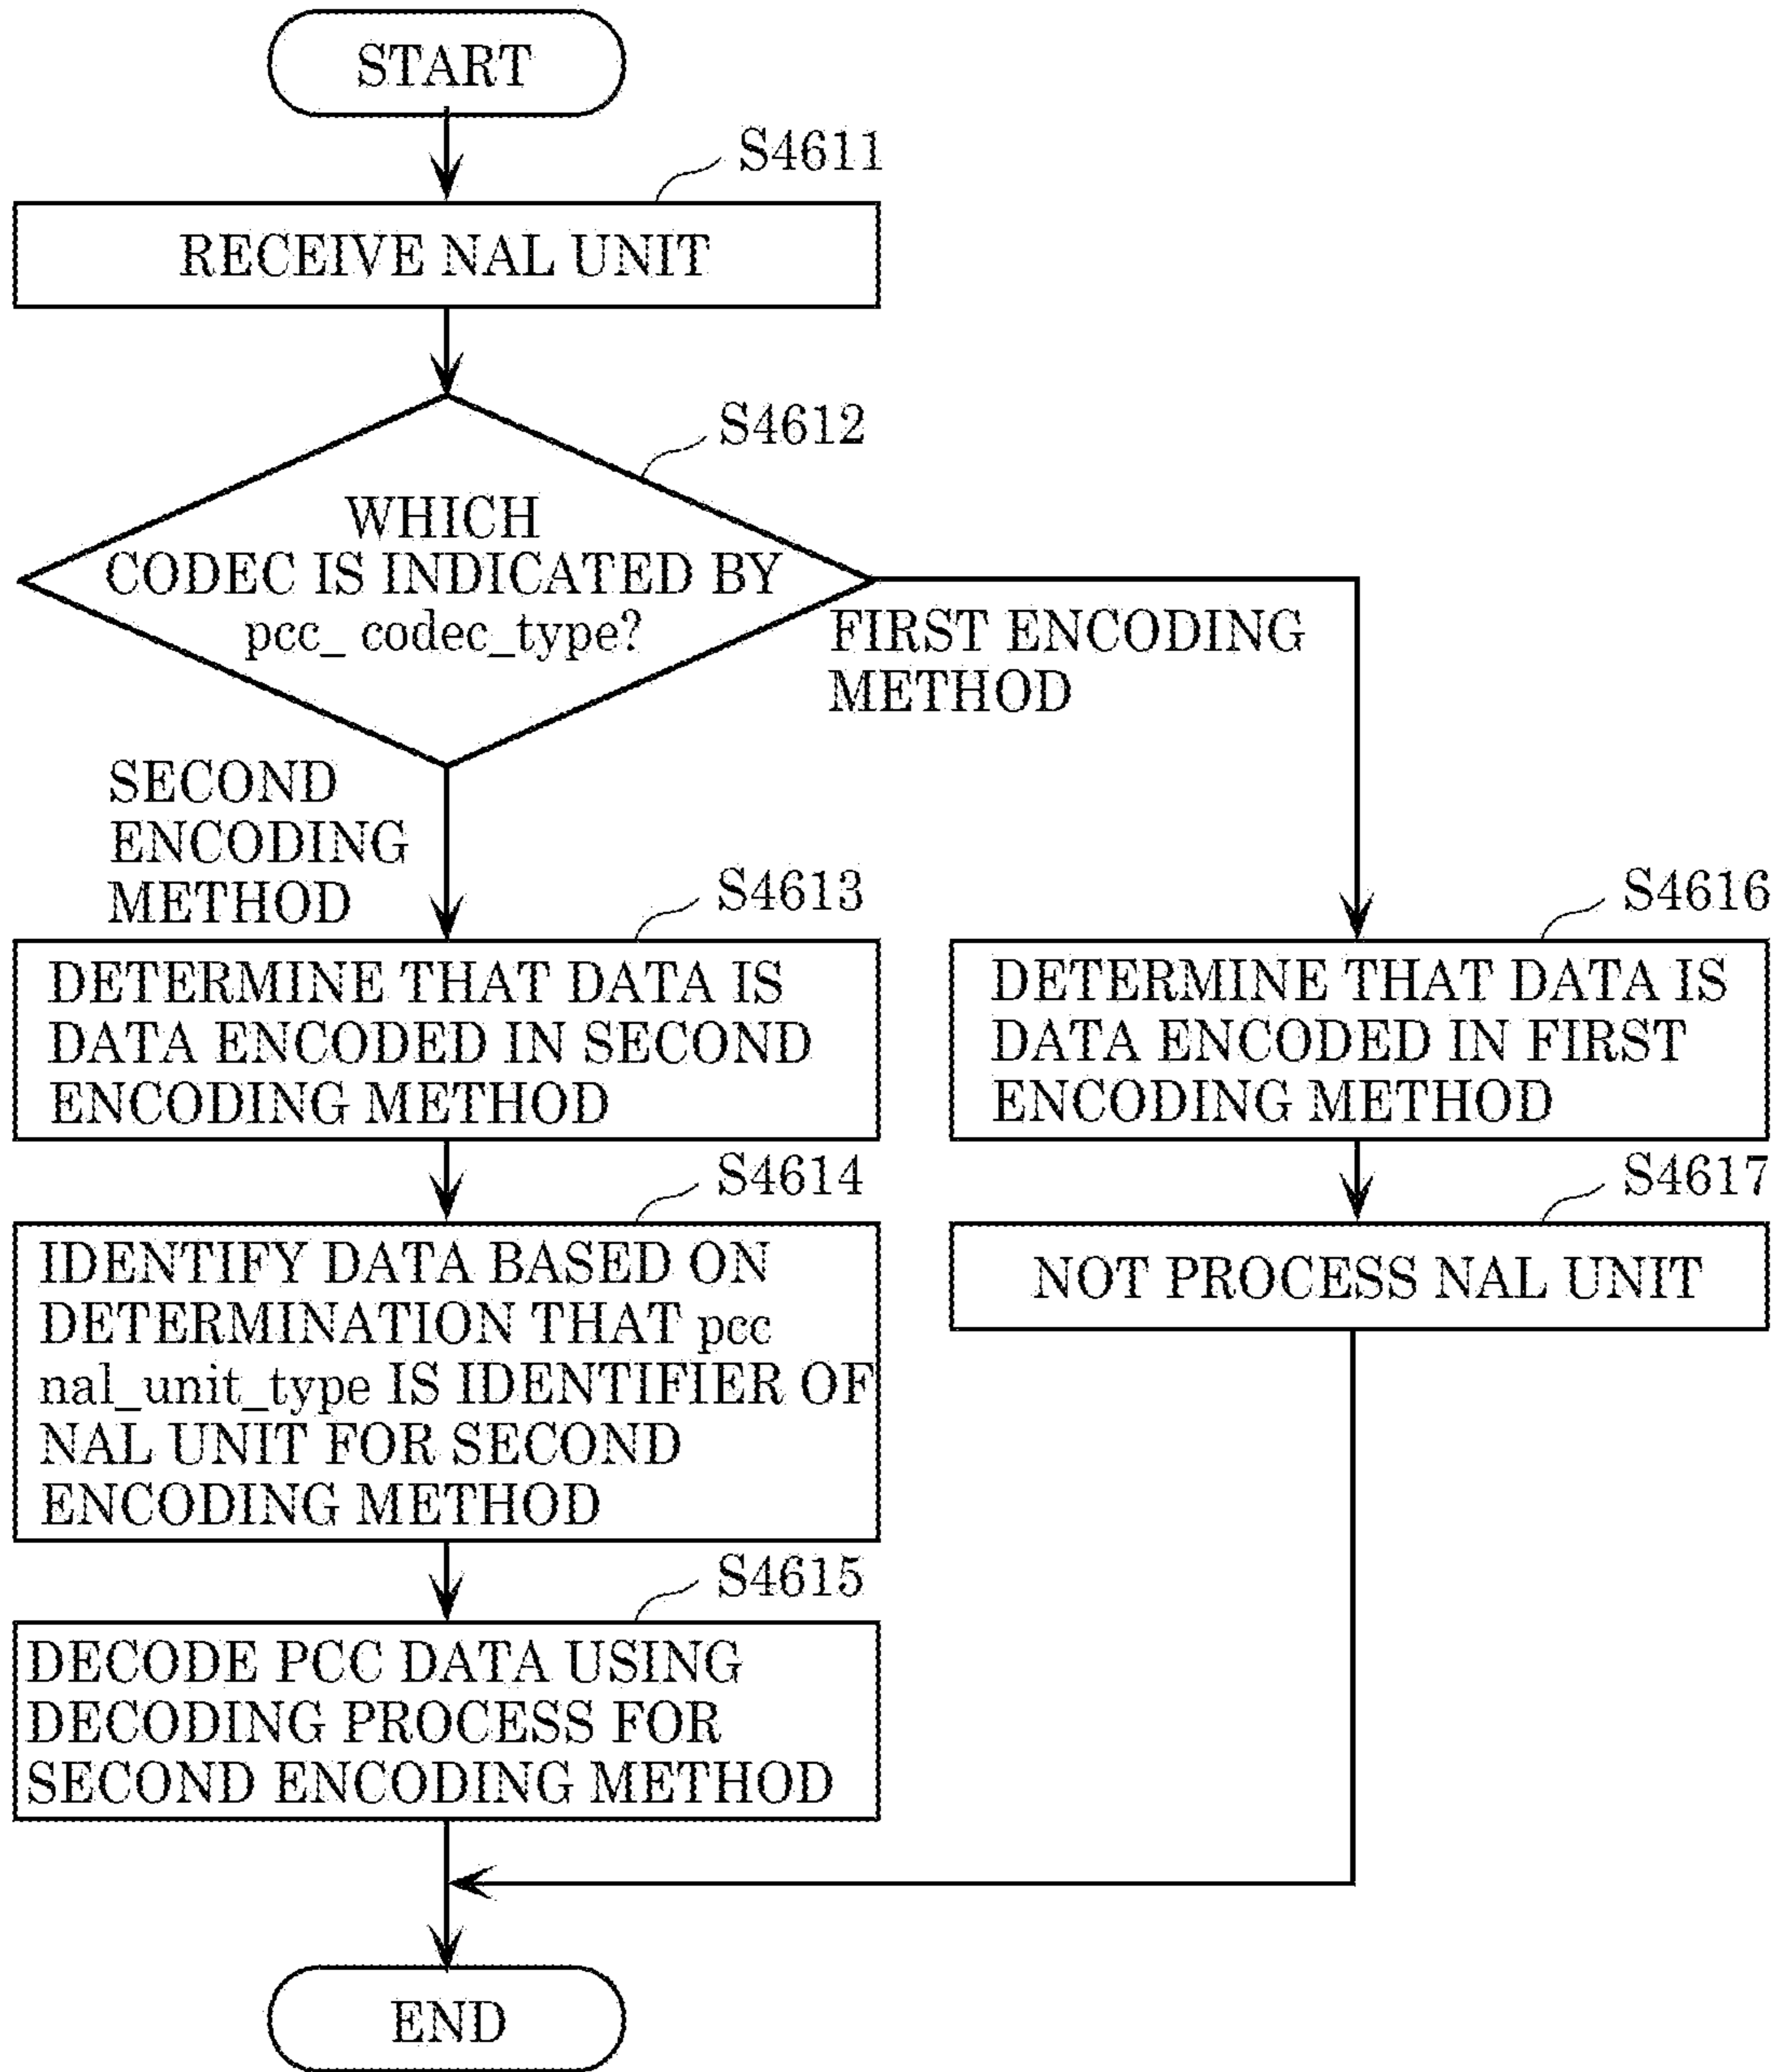 START
S4611
RECEIVE NAL UNIT
S4612
WHICH
CODEC IS INDICATED BY
pcc_ codec_type?
FIRST ENCODING
METHOD
SECOND
ENCODING
METHOD
S4613
DETERMINE THAT DATA IS
DATA ENCODED IN SECOND
ENCODING METHOD
S4616
DETERMINE THAT DATA IS
DATA ENCODED IN FIRST
ENCODING METHOD
S4614
IDENTIFY DATA BASED ON
DETERMINATION THAT pcc
nal_unit_type IS IDENTIFIER OF
NAL UNIT FOR SECOND
ENCODING METHOD
S4617
NOT PROCESS NAL UNIT
S4615
DECODE PCC DATA USING
DECODING PROCESS FOR
SECOND ENCODING METHOD
END